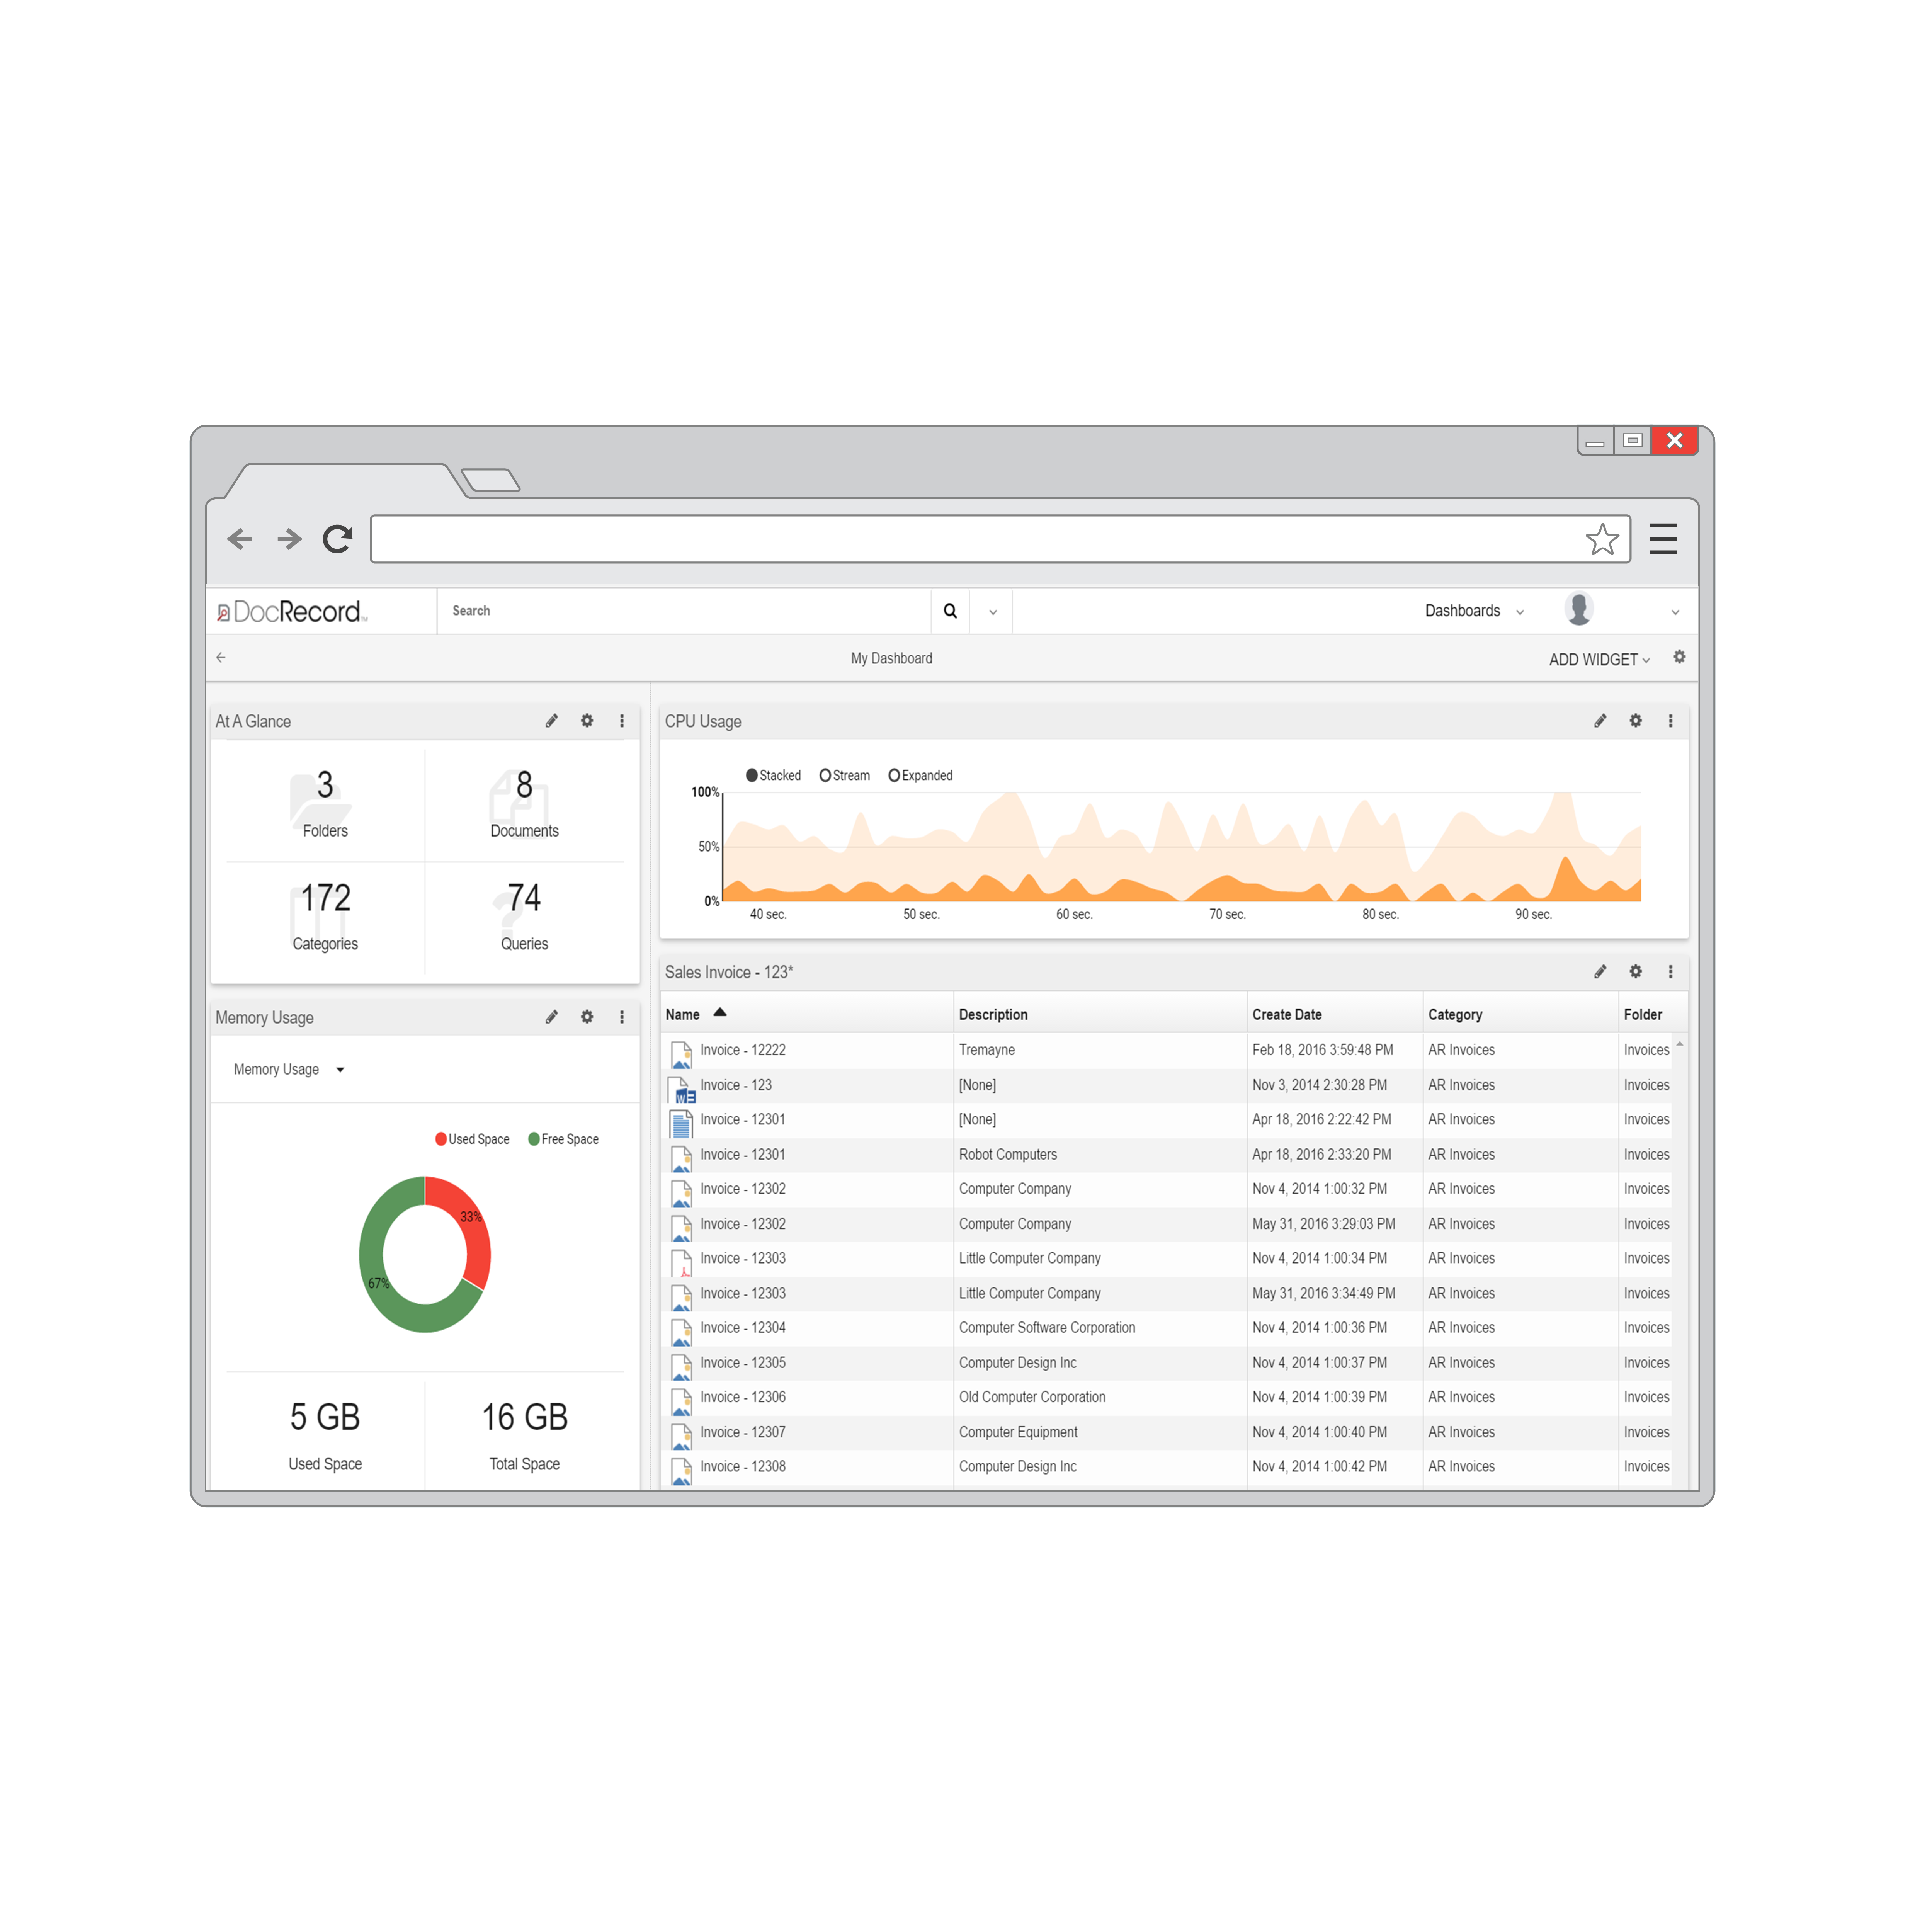 DocRecord™
Search
Dashboards
My Dashboard
ADD WIDGET
At A Glance
3
Folders
8
Documents
172
Categories
74
Queries
Memory Usage
Memory Usage
Used Space Free Space
33%
67%
5 GB
Used Space
16 GB
Total Space
CPU Usage
Stacked Stream Expanded
100%
50%
0%
40 sec. 50 sec. 60 sec. 70 sec. 80 sec. 90 sec.
Sales Invoice - 123*
Name Description Create Date Category Folder
Invoice - 12222 Tremayne Feb 18, 2016 3:59:48 PM AR Invoices Invoices
Invoice - 123 [None] Nov 3, 2014 2:30:28 PM AR Invoices Invoices
Invoice - 12301 [None] Apr 18, 2016 2:22:42 PM AR Invoices Invoices
Invoice - 12301 Robot Computers Apr 18, 2016 2:33:20 PM AR Invoices Invoices
Invoice - 12302 Computer Company Nov 4, 2014 1:00:32 PM AR Invoices Invoices
Invoice - 12302 Computer Company May 31, 2016 3:29:03 PM AR Invoices Invoices
Invoice - 12303 Little Computer Company Nov 4, 2014 1:00:34 PM AR Invoices Invoices
Invoice - 12303 Little Computer Company May 31, 2016 3:34:49 PM AR Invoices Invoices
Invoice - 12304 Computer Software Corporation Nov 4, 2014 1:00:36 PM AR Invoices Invoices
Invoice - 12305 Computer Design Inc Nov 4, 2014 1:00:37 PM AR Invoices Invoices
Invoice - 12306 Old Computer Corporation Nov 4, 2014 1:00:39 PM AR Invoices Invoices
Invoice - 12307 Computer Equipment Nov 4, 2014 1:00:40 PM AR Invoices Invoices
Invoice - 12308 Computer Design Inc Nov 4, 2014 1:00:42 PM AR Invoices Invoices